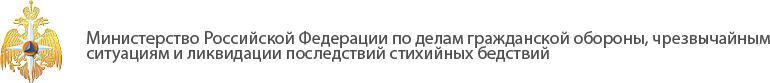 Министерство Российской Федерации по делам гражданской обороны, чрезвычайным
ситуациям и ликвидации последствий стихийных бедствий